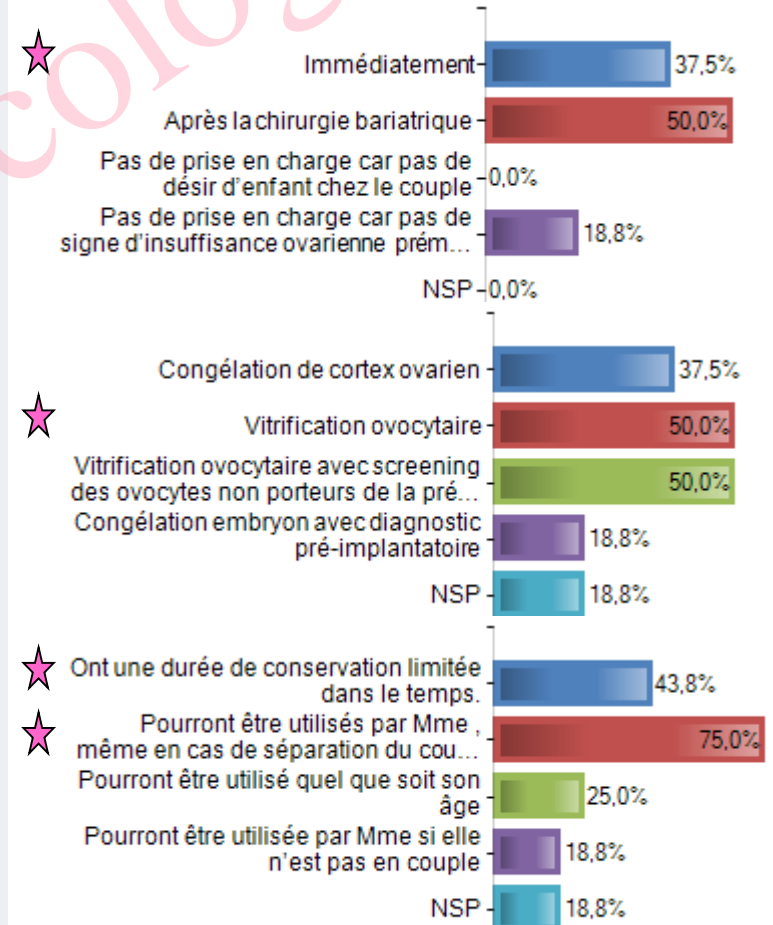 Immédiatement
37,5%
Après la chirurgie bariatrique
50,0%
Pas de prise en charge car pas de
désir d'enfant chez le couple
0,0%
Pas de prise en charge car pas de
signe d'insuffisance ovarienne prém...
18,8%
NSP
0,0%
Congélation de cortex ovarien
37,5%
Vitrification ovocytaire
50,0%
Vitrification ovocytaire avec screening
des ovocytes non porteurs de la pré...
50,0%
Congélation embryon avec diagnostic
pré-implantatoire
18,8%
NSP
18,8%
Ont une durée de conservation limitée
dans le temps.
43,8%
Pourront être utilisés par Mme ,
même en cas de séparation du cou...
75,0%
Pourront être utilisé quel que soit son
âge
25,0%
Pourront être utilisée par Mme si elle
n'est pas en couple
18,8%
NSP
18,8%